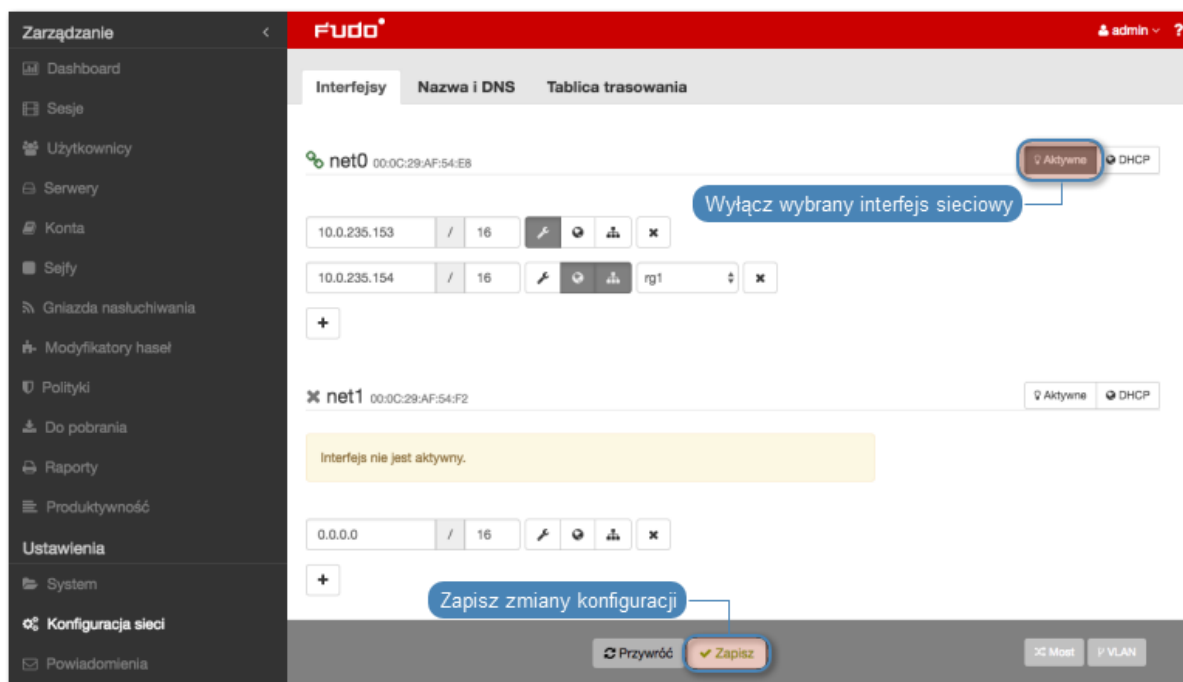 Zarządzanie
Dashboard
Sesje
Użytkownicy
Serwery
Konta
Sejfy
Gniazda nasłuchiwania
Modyfikatory haseł
Polityki
Do pobrania
Raporty
Produktywność
Ustawienia
System
Konfiguracja sieci
Powiadomienia
FUDO
admin ?
Interfejsy Nazwa i DNS Tablica trasowania
net0 00:0C:29:AF:54:E8
Aktywne DHCP
Wyłącz wybrany interfejs sieciowy
10.0.235.153 / 16
10.0.235.154 / 16 rg1
+
net1 00:0C:29:AF:54:F2
Aktywne DHCP
Interfejs nie jest aktywny.
0.0.0.0 / 16
+
Zapisz zmiany konfiguracji
Przywróć Zapisz
Most VLAN